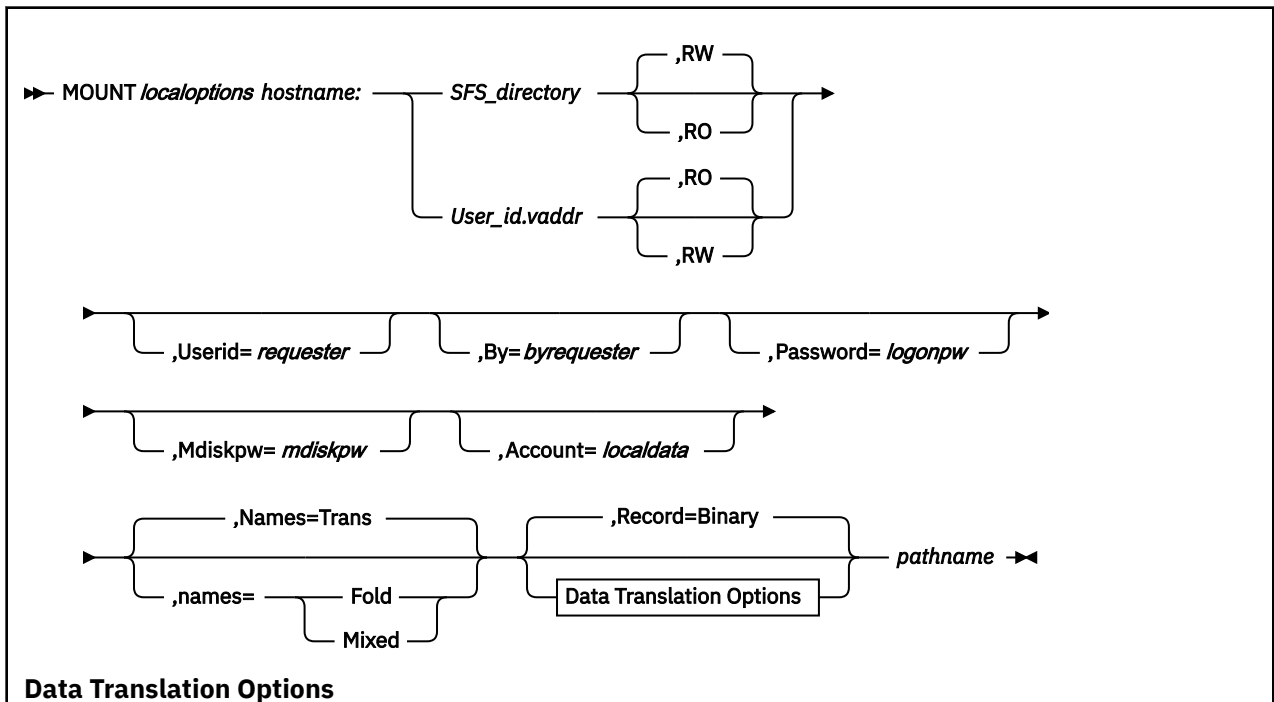 ,RW
MOUNT localoptions hostname: SFS_directory
,RO
,RO
User_id.vaddr
,RW
,Userid= requester ,By= byrequester ,Password= logonpw
,Mdiskpw= mdiskpw ,Account= localdata
,Names=Trans ,Record=Binary
pathname
,names= Fold Data Translation Options
Mixed
Data Translation Options